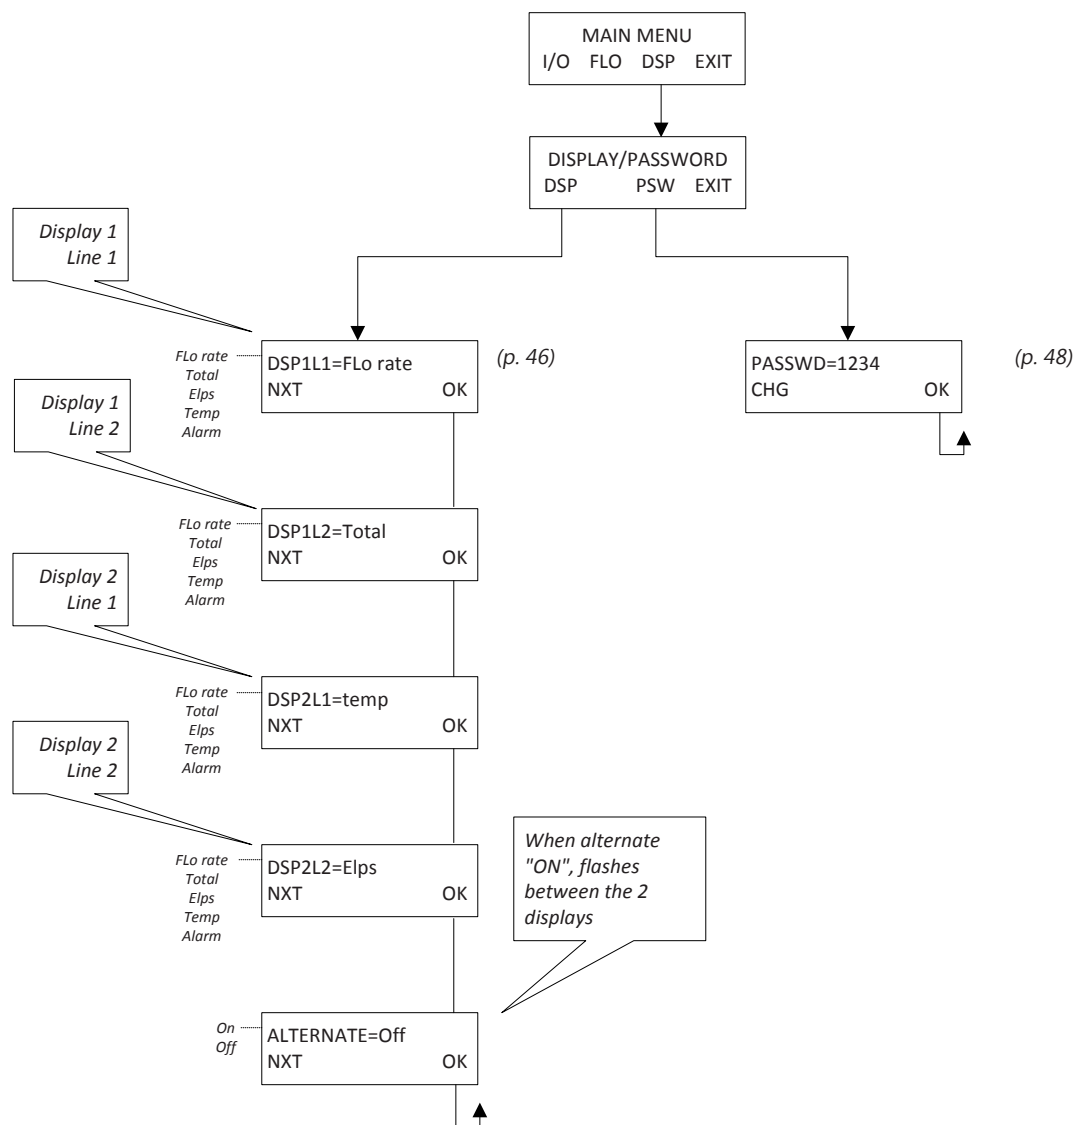 MAIN MENU
I/O FLO DSP EXIT
DISPLAY/PASSWORD
DSP PSW EXIT
Display 1
Line 1
FLo rate
Total
Elps
Temp
Alarm
DSP1L1=FLo rate
NXT OK
(p. 46)
PASSWD=1234
CHG OK
(p. 48)
Display 1
Line 2
FLo rate
Total
Elps
Temp
Alarm
DSP1L2=Total
NXT OK
Display 2
Line 1
FLo rate
Total
Elps
Temp
Alarm
DSP2L1=temp
NXT OK
Display 2
Line 2
FLo rate
Total
Elps
Temp
Alarm
DSP2L2=Elps
NXT OK
When alternate
"ON", flashes
between the 2
displays
On
Off
ALTERNATE=Off
NXT OK